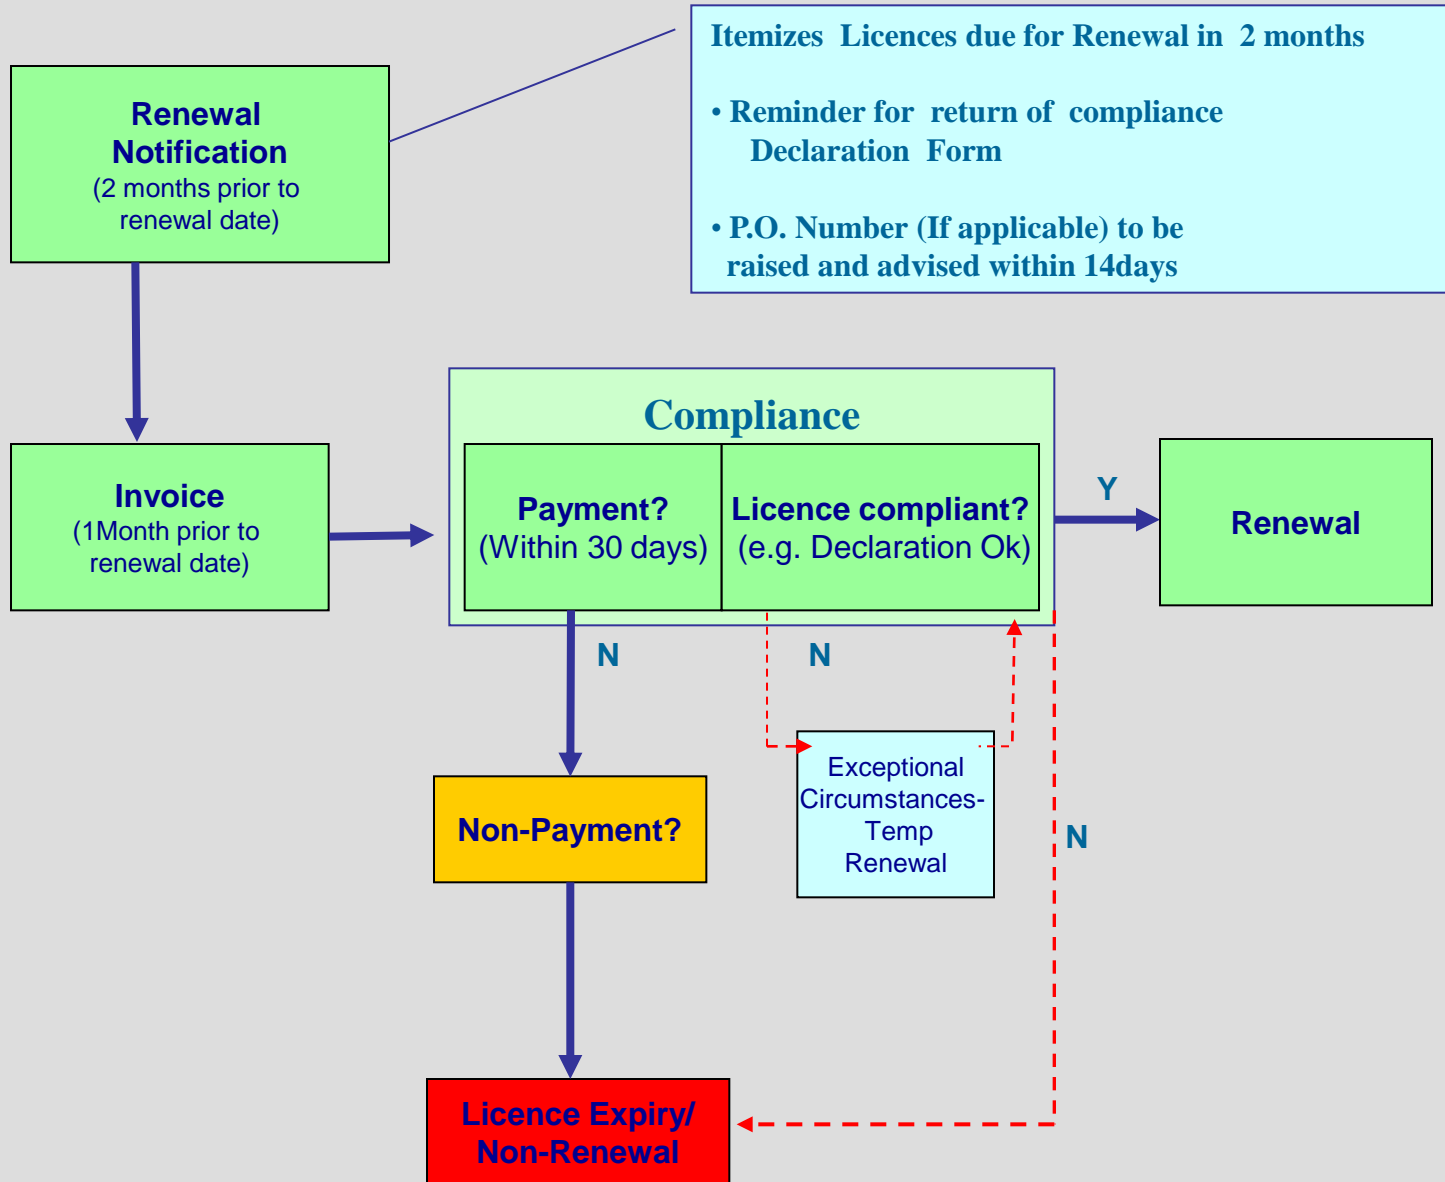 Itemizes Licences due for Renewal in 2 months
• Reminder for return of compliance
Declaration Form
• P.O. Number (If applicable) to be
raised and advised within 14days
Renewal
Notification
(2 months prior to
renewal date)
Compliance
Invoice
(1Month prior to
renewal date)
Payment?
(Within 30 days)
Licence compliant?
(e.g. Declaration Ok)
Y
Renewal
N
N
Exceptional
Circumstances-
Temp
Renewal
Non-Payment?
N
Licence Expiry/
Non-Renewal